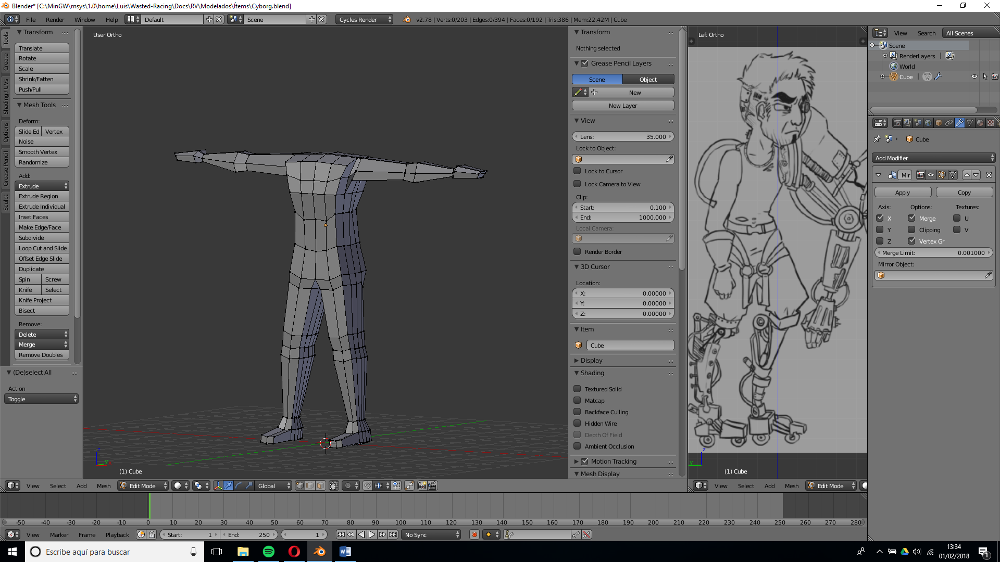 Blender* [C:\MinGW\msys\1.0\home\Luis\Wasted-Racing\Docs\RV\Modelados\Ítems\Cyborg.blend]
File Render Window Help Default Scene Cycles Render v2.78 | Verts:0/203 | Edges:0/394 | Faces:0/192 | Tris:386 | Mem:22.42M | Cube
Tools
Create
Shading / UVs
Options
Grease Pencil
Sculpt
Transform
Translate
Rotate
Scale
Shrink/Fatten
Push/Pull
Mesh Tools
Deform:
Slide Ed Vertex
Noise
Smooth Vertex
Randomize
Add:
Extrude
Extrude Region
Extrude Individual
Inset Faces
Make Edge/Face
Subdivide
Loop Cut and Slide
Offset Edge Slide
Duplicate
Spin Screw
Knife Select
Knife Project
Bisect
Remove:
Delete
Merge
Remove Doubles
(De)select All
Action
Toggle
User Ortho
z
y
(1) Cube
Transform
Nothing selected
Grease Pencil Layers
Scene Object
New
New Layer
View
Lens: 35.000
Lock to Object:
Lock to Cursor
Lock Camera to View
Clip:
Start: 0.100
End: 1000.000
Local Camera:
Render Border
3D Cursor
Location:
X: 0.00000
Y: 0.00000
Z: 0.00000
Item
Cube
Display
Shading
Textured Solid
Matcap
Backface Culling
Hidden Wire
Depth Of Field
Ambient Occlusion
Motion Tracking
Mesh Display
Left Ortho
z
y
(1) Cube
View Search All Scenes
Scene
RenderLayers |
World
Cube |
Cube
Add Modifier
Mir
Apply Copy
Axis: Options: Textures:
X Merge U
Y Clipping V
Z Vertex Gr
Merge Limit: 0.001000
Mirror Object:
View Select Add Mesh Edit Mode Global
View Select Add Mesh Edit Mode
-50 -40 -30 -20 -10 0 10 20 30 40 50 60 70 80 90 100 110 120 130 140 150 160 170 180 190 200 210 220 230 240 250 260 270 280
View Marker Frame Playback Start: 1 End: 250 1 No Sync
Escribe aquí para buscar
13:34
01/02/2018
1